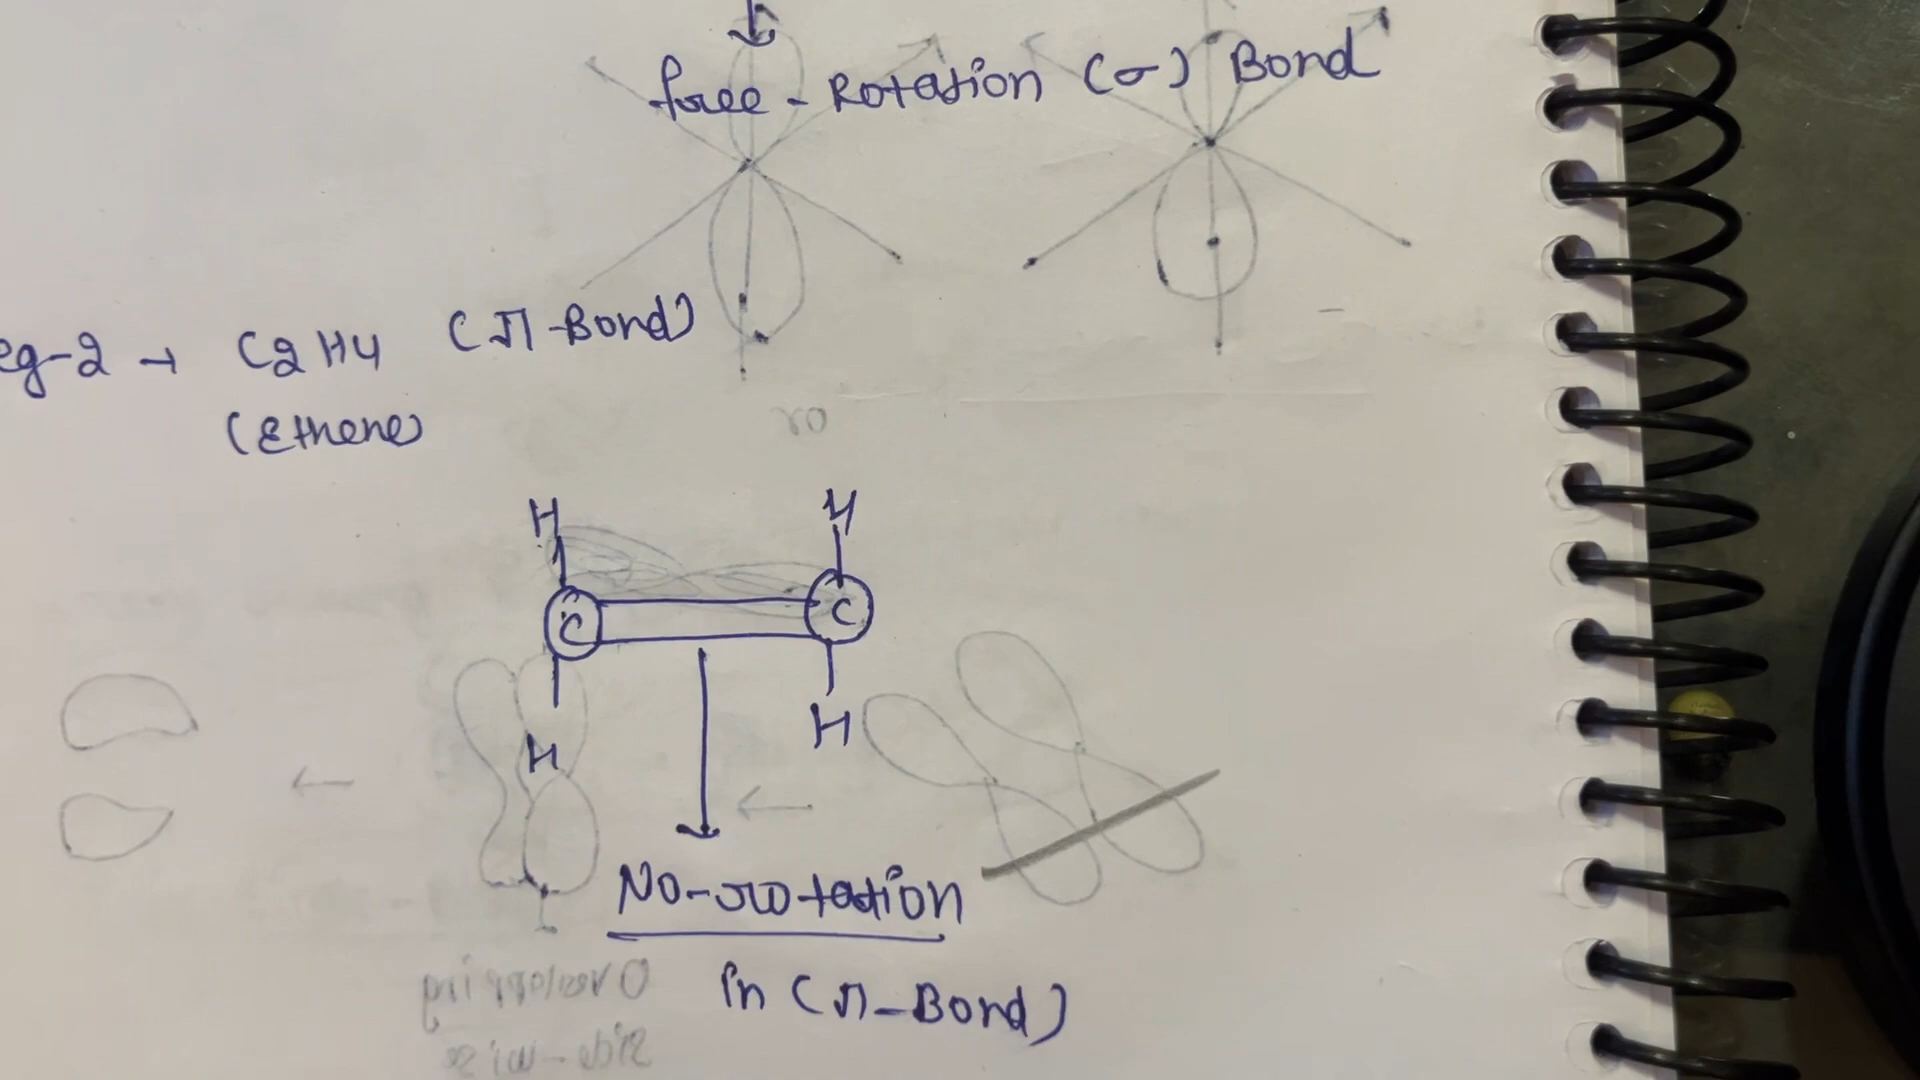 free - Rotation (σ) Bond
eg-2 → C2H4 (π-Bond)
(Ethene)
H H
C C
H H
No-rotation
in (π-Bond)